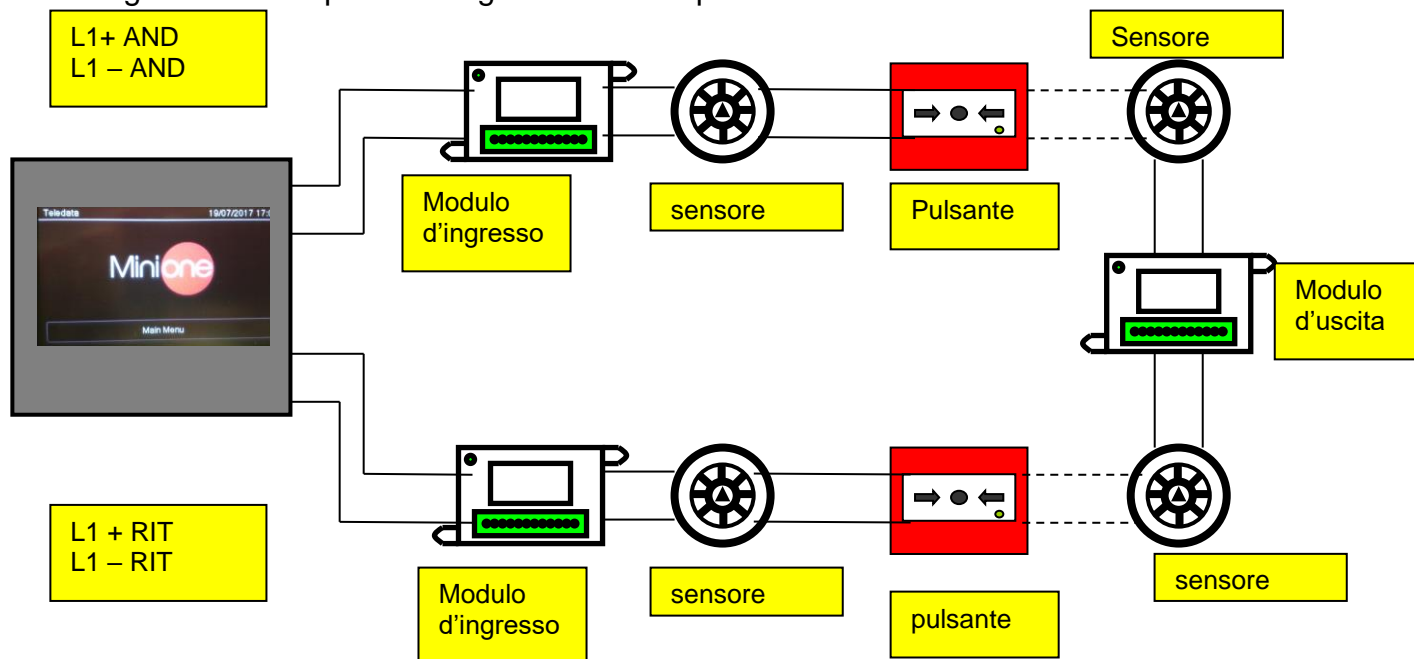 L1+ AND
L1 – AND
Sensore
Modulo
d’ingresso
sensore
Pulsante
Teledata 19/07/2017 17:
Minione
Main Menu
Modulo
d’uscita
L1 + RIT
L1 – RIT
Modulo
d’ingresso
sensore
pulsante
sensore